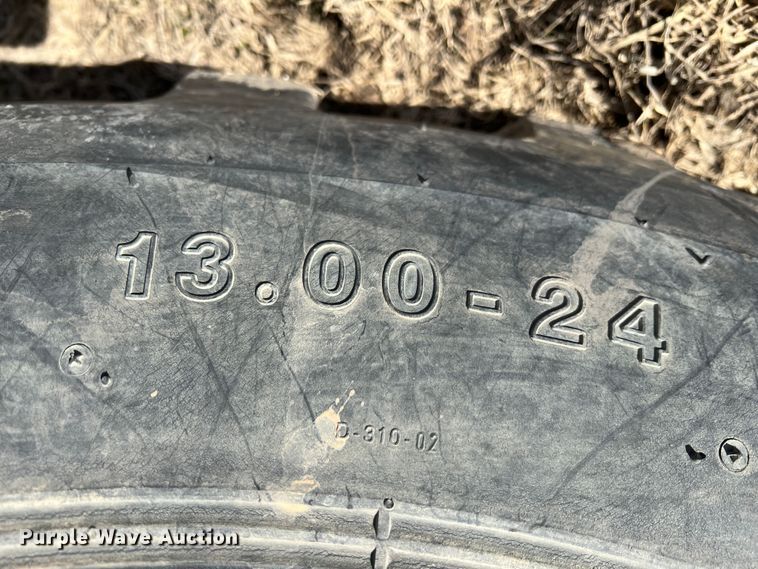 13.00-24
D-310-02
Purple Wave Auction